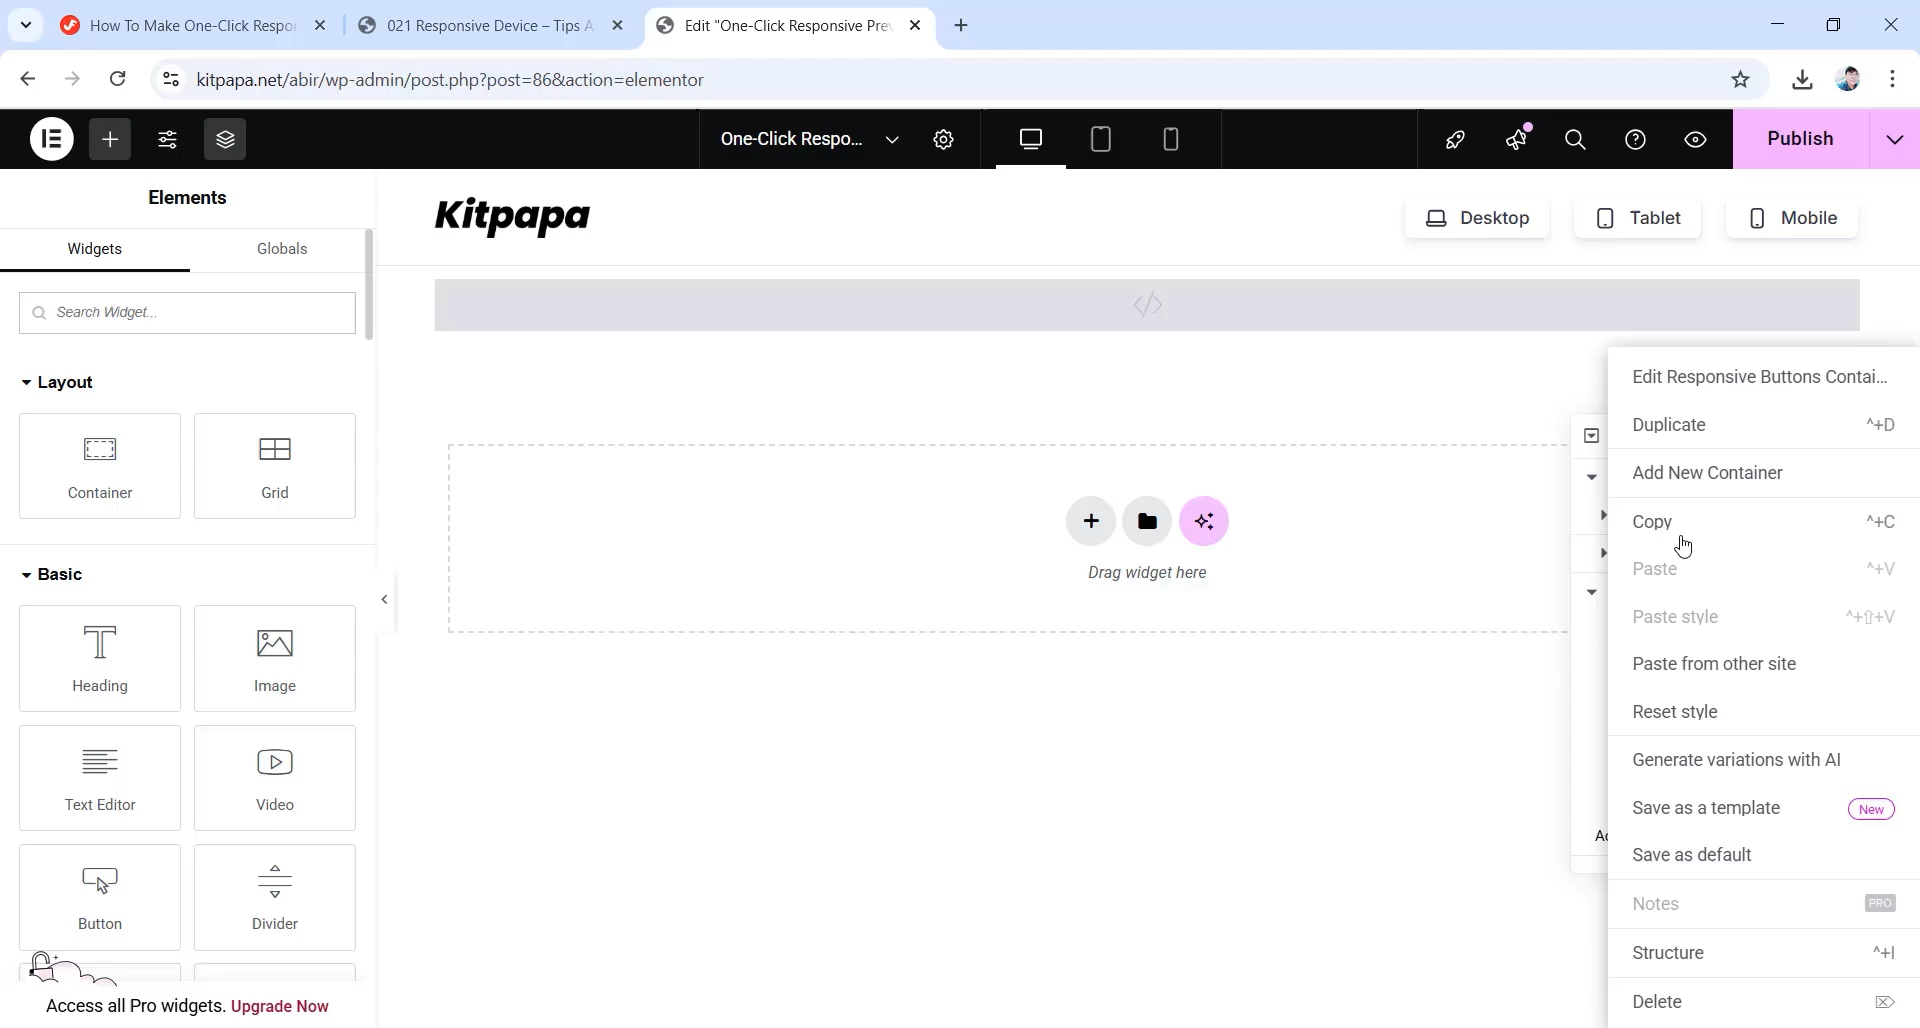 How To Make One-Click Respo
021 Responsive Device – Tips A
Edit "One-Click Responsive Prev
kitpapa.net/abir/wp-admin/post.php?post=86&action=elementor
One-Click Respo...
Publish
Elements
Widgets
Globals
Search Widget...
Layout
Container
Grid
Basic
Heading
Image
Text Editor
Video
Button
Divider
Access all Pro widgets. Upgrade Now
Kitpapa
Desktop
Tablet
Mobile
</>
Drag widget here
Edit Responsive Buttons Contai...
Duplicate ^+D
Add New Container
Copy ^+C
Paste ^+V
Paste style ^+⇧+V
Paste from other site
Reset style
Generate variations with AI
Save as a template New
Save as default
Notes PRO
Structure ^+I
Delete ⌦